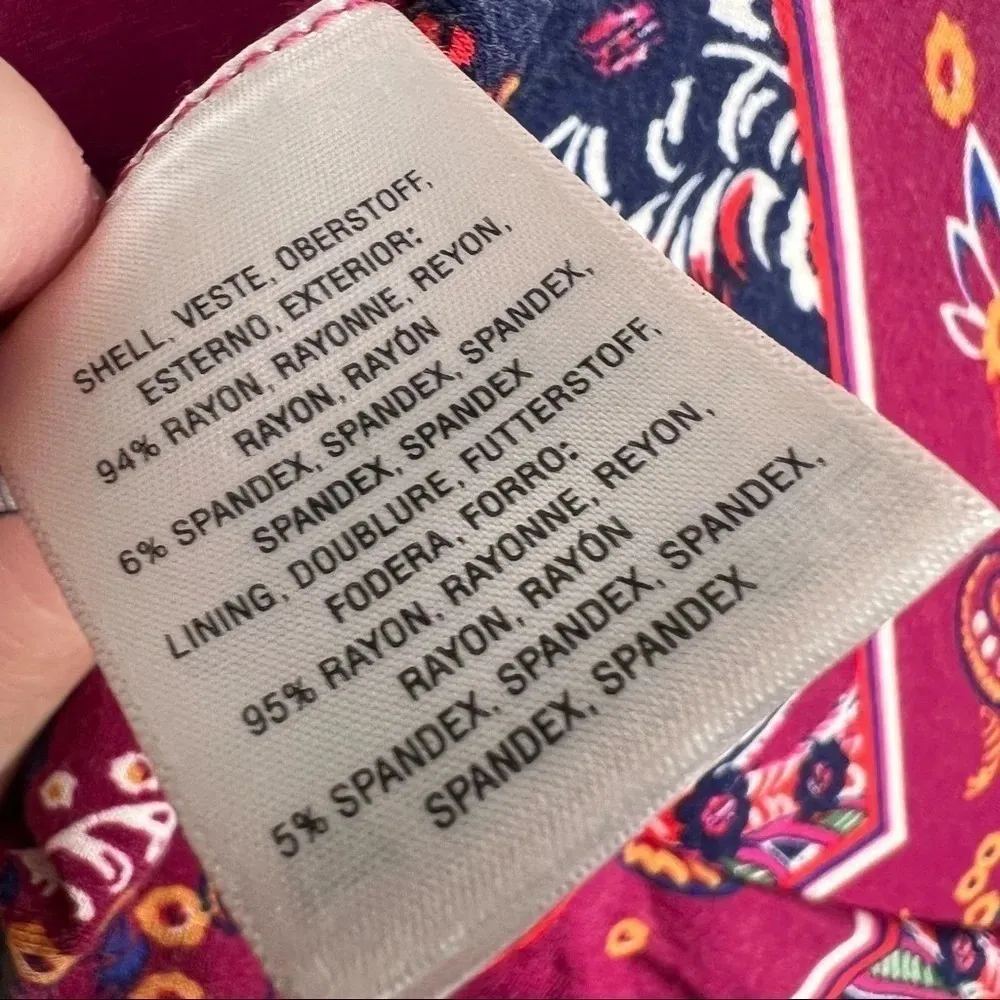 SHELL, VESTE, OBERSTOFF,
ESTERNO, EXTERIOR:
94% RAYON, RAYONNE, REYON,
RAYON, RAYÓN
6% SPANDEX, SPANDEX, SPANDEX,
SPANDEX, SPANDEX
LINING, DOUBLURE, FUTTERSTOFF,
FODERA, FORRO:
95% RAYON, RAYONNE, REYON,
RAYON, RAYÓN
5% SPANDEX, SPANDEX, SPANDEX,
SPANDEX, SPANDEX